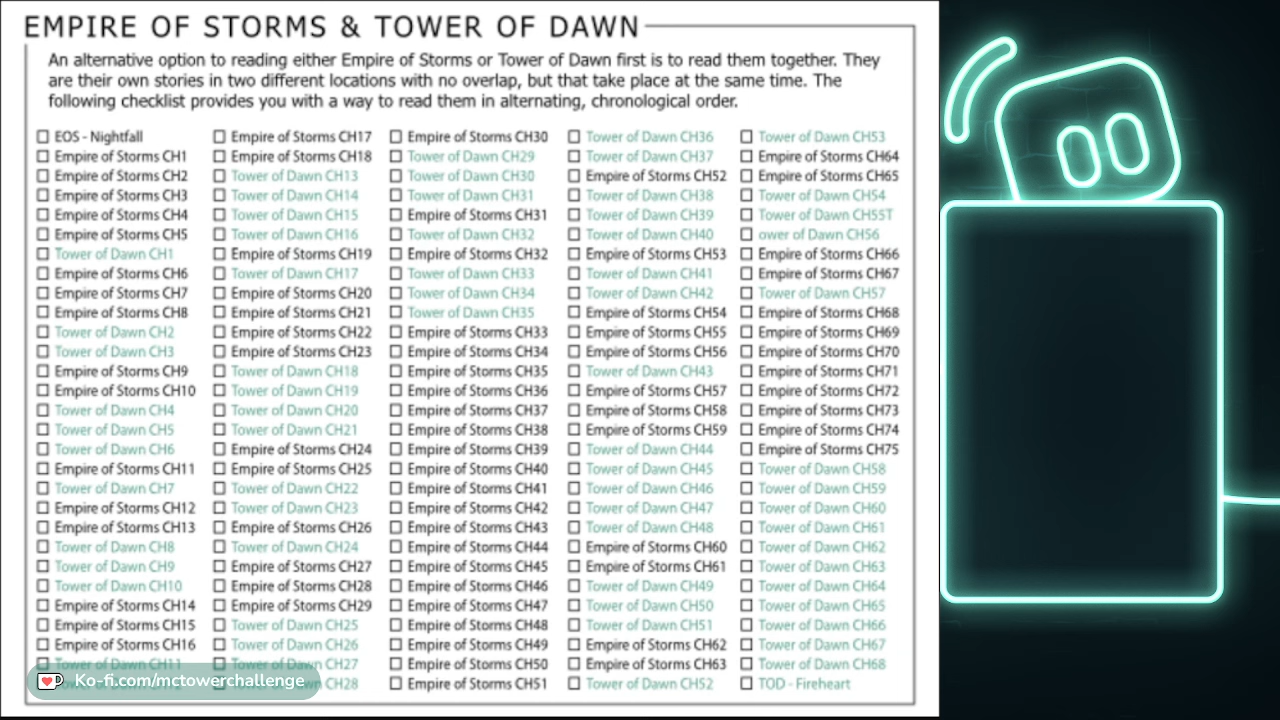 EMPIRE OF STORMS & TOWER OF DAWN
An alternative option to reading either Empire of Storms or Tower of Dawn first is to read them together. They
are their own stories in two different locations with no overlap, but that take place at the same time. The
following checklist provides you with a way to read them in alternating, chronological order.
EOS - Nightfall
Empire of Storms CH1
Empire of Storms CH2
Empire of Storms CH3
Empire of Storms CH4
Empire of Storms CH5
Tower of Dawn CH1
Empire of Storms CH6
Empire of Storms CH7
Empire of Storms CH8
Tower of Dawn CH2
Tower of Dawn CH3
Empire of Storms CH9
Empire of Storms CH10
Tower of Dawn CH4
Tower of Dawn CH5
Tower of Dawn CH6
Empire of Storms CH11
Tower of Dawn CH7
Empire of Storms CH12
Empire of Storms CH13
Tower of Dawn CH8
Tower of Dawn CH9
Tower of Dawn CH10
Empire of Storms CH14
Empire of Storms CH15
Empire of Storms CH16
Tower of Dawn CH11
Empire of Storms CH17
Empire of Storms CH18
Tower of Dawn CH13
Tower of Dawn CH14
Tower of Dawn CH15
Tower of Dawn CH16
Empire of Storms CH19
Tower of Dawn CH17
Empire of Storms CH20
Empire of Storms CH21
Empire of Storms CH22
Empire of Storms CH23
Tower of Dawn CH18
Tower of Dawn CH19
Tower of Dawn CH20
Tower of Dawn CH21
Empire of Storms CH24
Empire of Storms CH25
Tower of Dawn CH22
Tower of Dawn CH23
Empire of Storms CH26
Tower of Dawn CH24
Empire of Storms CH27
Empire of Storms CH28
Empire of Storms CH29
Tower of Dawn CH25
Tower of Dawn CH26
Tower of Dawn CH27
CH28
Empire of Storms CH30
Tower of Dawn CH29
Tower of Dawn CH30
Tower of Dawn CH31
Empire of Storms CH31
Tower of Dawn CH32
Empire of Storms CH32
Tower of Dawn CH33
Tower of Dawn CH34
Tower of Dawn CH35
Empire of Storms CH33
Empire of Storms CH34
Empire of Storms CH35
Empire of Storms CH36
Empire of Storms CH37
Empire of Storms CH38
Empire of Storms CH39
Empire of Storms CH40
Empire of Storms CH41
Empire of Storms CH42
Empire of Storms CH43
Empire of Storms CH44
Empire of Storms CH45
Empire of Storms CH46
Empire of Storms CH47
Empire of Storms CH48
Empire of Storms CH49
Empire of Storms CH50
Empire of Storms CH51
Tower of Dawn CH36
Tower of Dawn CH37
Empire of Storms CH52
Tower of Dawn CH38
Tower of Dawn CH39
Tower of Dawn CH40
Empire of Storms CH53
Tower of Dawn CH41
Tower of Dawn CH42
Empire of Storms CH54
Empire of Storms CH55
Empire of Storms CH56
Tower of Dawn CH43
Empire of Storms CH57
Empire of Storms CH58
Empire of Storms CH59
Tower of Dawn CH44
Tower of Dawn CH45
Tower of Dawn CH46
Tower of Dawn CH47
Tower of Dawn CH48
Empire of Storms CH60
Empire of Storms CH61
Tower of Dawn CH49
Tower of Dawn CH50
Tower of Dawn CH51
Empire of Storms CH62
Empire of Storms CH63
Tower of Dawn CH52
Tower of Dawn CH53
Empire of Storms CH64
Empire of Storms CH65
Tower of Dawn CH54
Tower of Dawn CH55T
ower of Dawn CH56
Empire of Storms CH66
Empire of Storms CH67
Tower of Dawn CH57
Empire of Storms CH68
Empire of Storms CH69
Empire of Storms CH70
Empire of Storms CH71
Empire of Storms CH72
Empire of Storms CH73
Empire of Storms CH74
Empire of Storms CH75
Tower of Dawn CH58
Tower of Dawn CH59
Tower of Dawn CH60
Tower of Dawn CH61
Tower of Dawn CH62
Tower of Dawn CH63
Tower of Dawn CH64
Tower of Dawn CH65
Tower of Dawn CH66
Tower of Dawn CH67
Tower of Dawn CH68
TOD - Fireheart
Ko-fi.com/mctowerchallenge